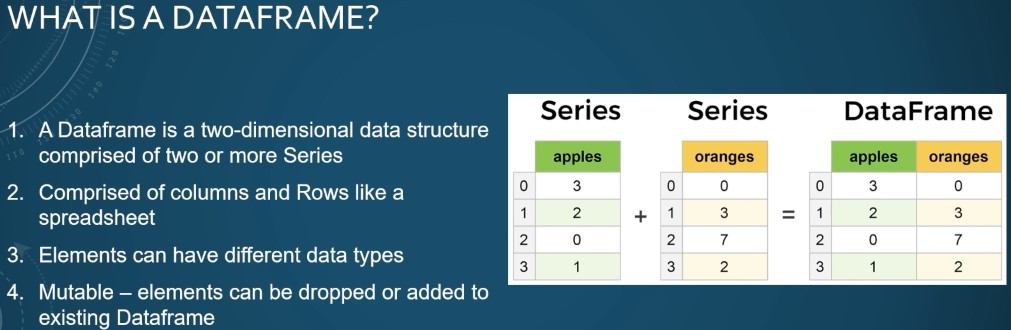 WHAT IS A DATAFRAME?
1. A Dataframe is a two-dimensional data structure
comprised of two or more Series
2. Comprised of columns and Rows like a
spreadsheet
3. Elements can have different data types
4. Mutable – elements can be dropped or added to
existing Dataframe
Series Series DataFrame
apples oranges apples oranges
0 3 0 0 0 3 0
1 2 + 1 3 = 1 2 3
2 0 2 7 2 0 7
3 1 3 2 3 1 2